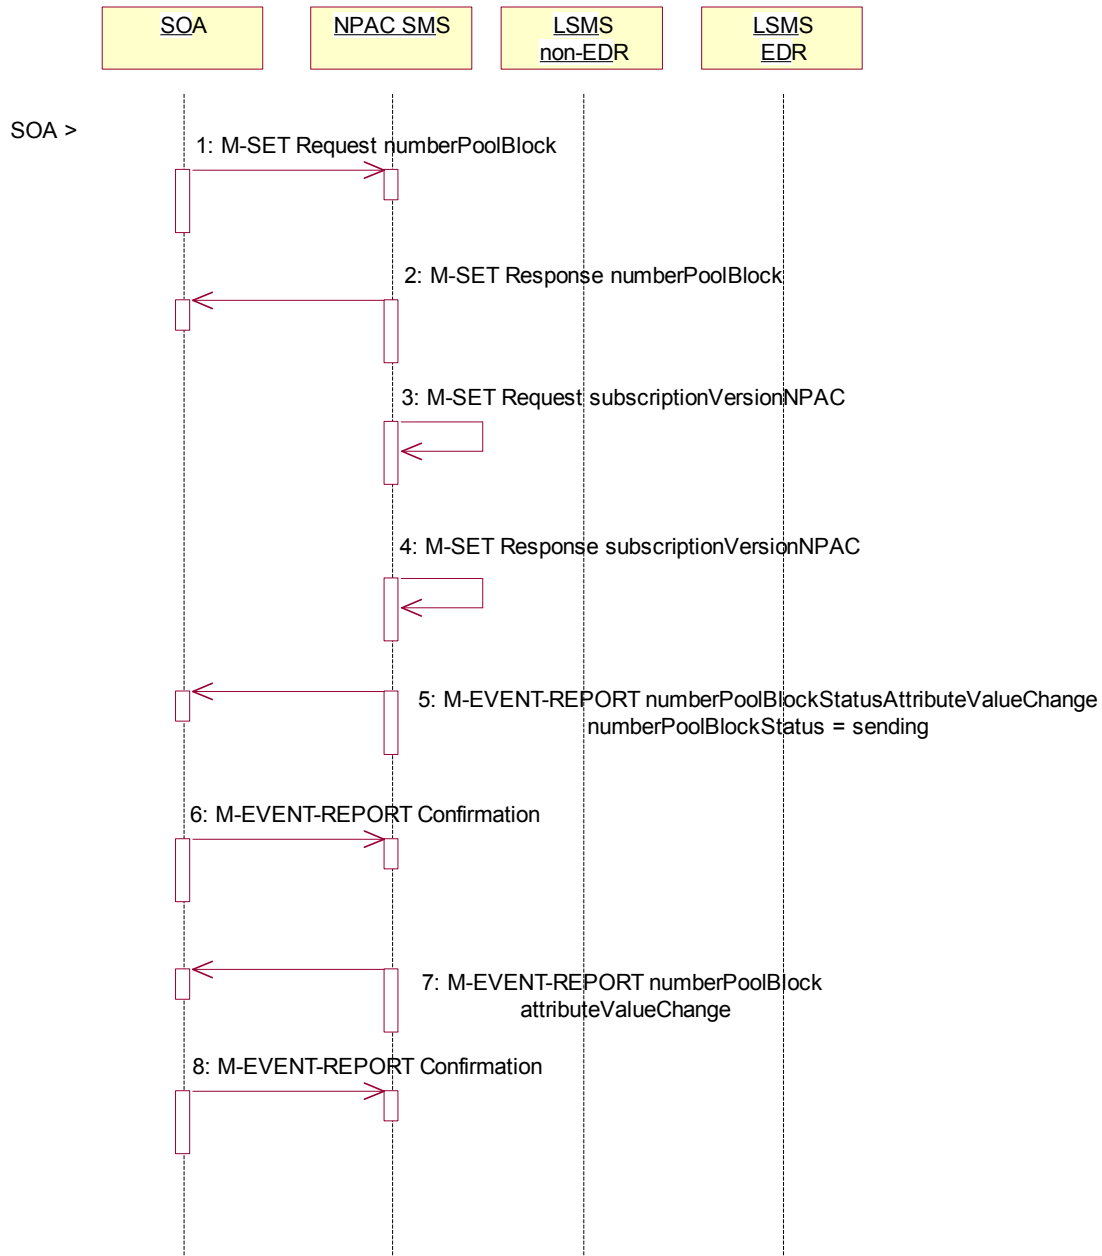 SOA
NPAC SMS
LSMS
non-EDR
LSMS
EDR
SOA >
1: M-SET Request numberPoolBlock
2: M-SET Response numberPoolBlock
3: M-SET Request subscriptionVersionNPAC
4: M-SET Response subscriptionVersionNPAC
5: M-EVENT-REPORT numberPoolBlockStatusAttributeValueChange
numberPoolBlockStatus = sending
6: M-EVENT-REPORT Confirmation
7: M-EVENT-REPORT numberPoolBlock
attributeValueChange
8: M-EVENT-REPORT Confirmation